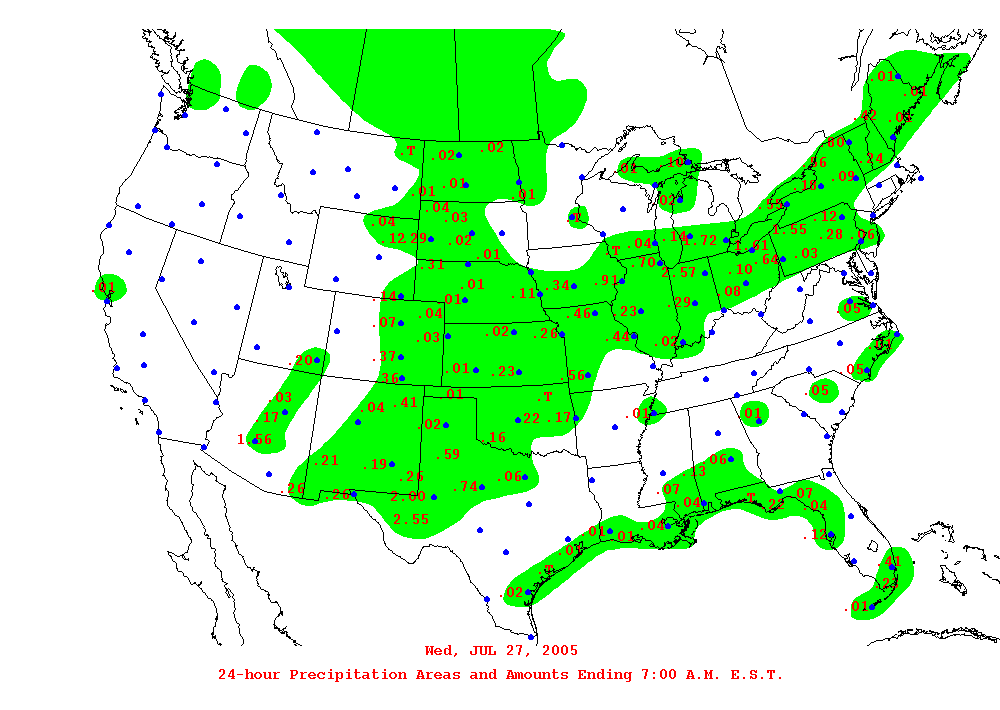 .01
.01
.42 .01
.02
.T .02
.80
.24
.36
.01 .10
.09
.18
.01 .01 .01
.02
.55
.04
.03
.04 .T
.12
.12 .29 .02
1.55 .28 .06
.T .04 .14 1.72 1.61
.01
.31 .70 .64 .03
2.57 .10
.01 .01
.34 .91
.08
.14 .01 .11
.29 .05
.04 .46 .23
.07
.03 .02 .26 .44 .02 .01
.20 .37
.36 .01 .23 .56 .05
.03 .01 .T .05
.04 .41
.17 .02 .22 .17 .01 .01
1.56 .16
.21 .19 .59 .06
.26 .06
.26 .26 2.00 .74 .07
.04 .T .22 .07 .04
2.55 .01 .01 .04 .12
.01
.T .41
.02 .23
.01
Wed, JUL 27, 2005
24-hour Precipitation Areas and Amounts Ending 7:00 A.M. E.S.T.